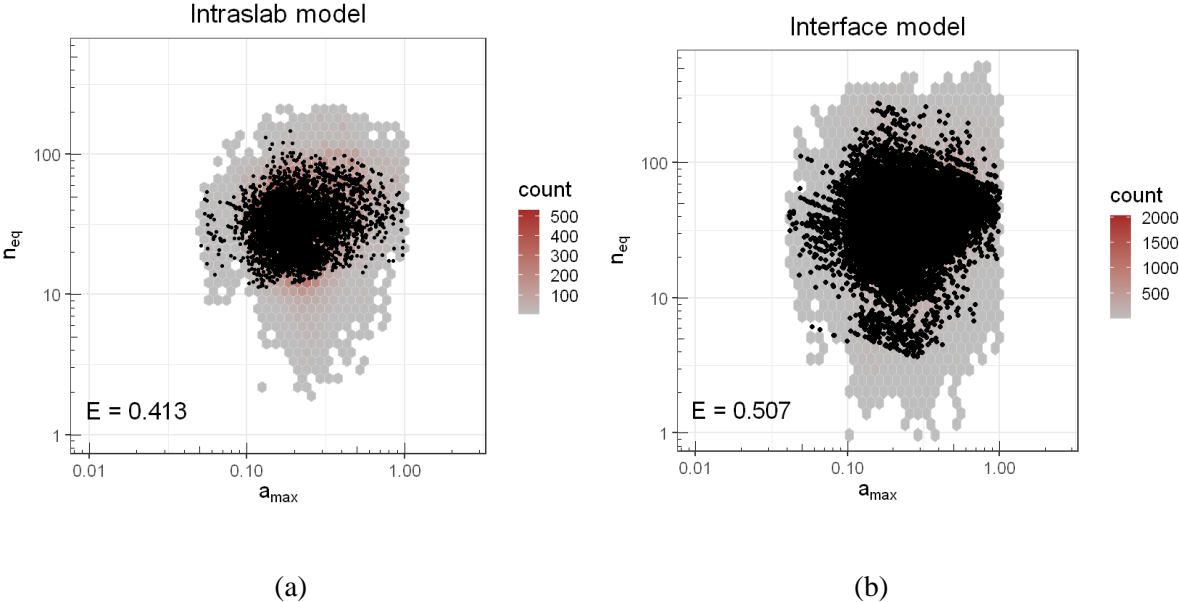 Intraslab model
n_eq
100
10
1
E = 0.413
0.01 0.10 1.00
a_max
count
500
400
300
200
100
(a)
Interface model
n_eq
100
10
1
E = 0.507
0.01 0.10 1.00
a_max
count
2000
1500
1000
500
(b)